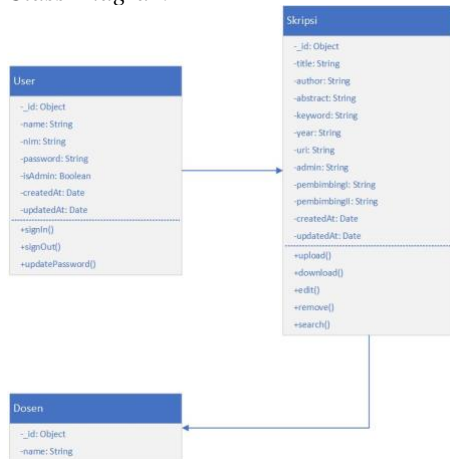 User
-_id: Object
-name: String
-nim: String
-password: String
-isAdmin: Boolean
-createdAt: Date
-updatedAt: Date
+signIn()
+signOut()
+updatePassword()
Skripsi
-_id: Object
-title: String
-author: String
-abstract: String
-keyword: String
-year: String
-url: String
-admin: String
-pembimbingI: String
-pembimbingII: String
-createdAt: Date
-updatedAt: Date
+upload()
+download()
+edit()
+remove()
+search()
Dosen
-_id: Object
-name: String